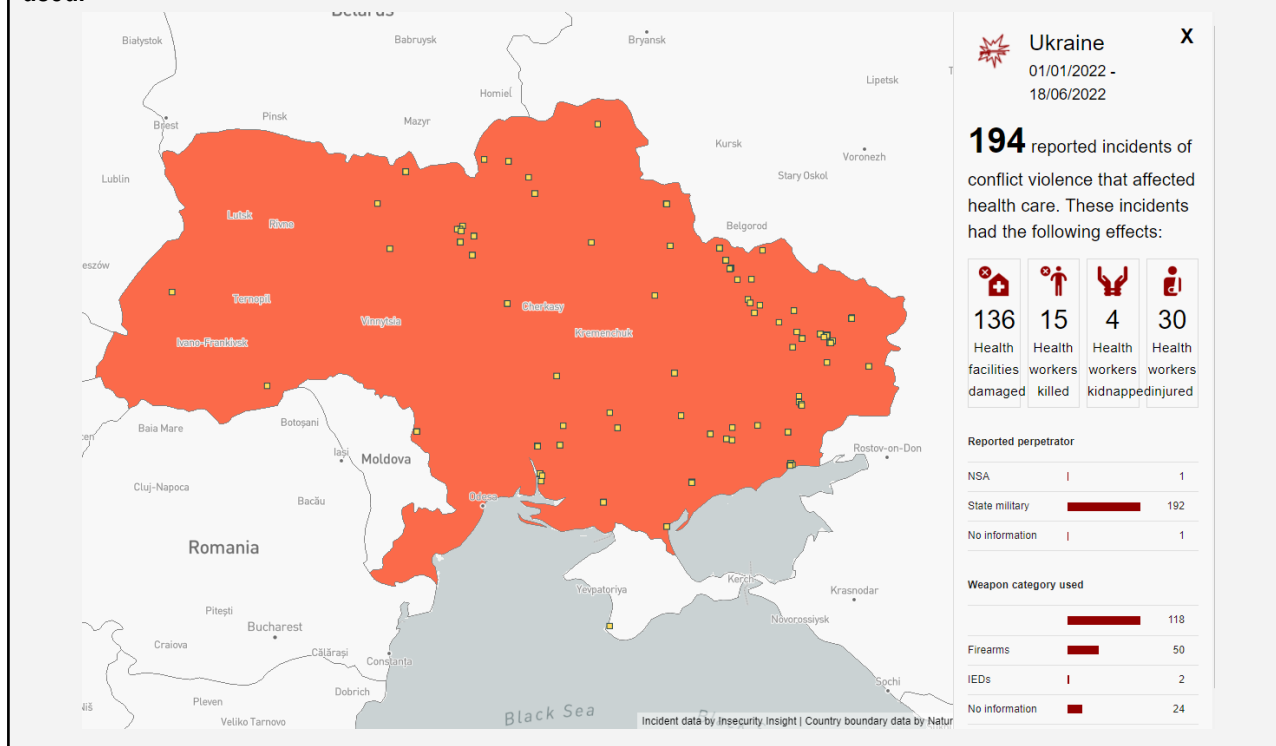 Belarus
Białystok
Babruysk
Bryansk
Lipetsk
Homieĺ
Brest
Pinsk
Mazyr
Kursk
Voronezh
Lublin
Stary Oskol
Lutsk
Rivno
Belgorod
eszów
Ternopil
Cherkasy
Vinnytsia
Kremenchuk
Ivano-Frankivsk
Baia Mare
Botoșani
Iași
Moldova
Rostov-on-Don
Cluj-Napoca
Bacău
Odesa
Romania
Yevpatoriya
Kerch
Krasnodar
Pitești
Bucharest
Novorossiysk
Craiova
Călărași
Constanta
Sochi
Dobrich
Pleven
Niš
Veliko Tarnovo
Black Sea
Incident data by Insecurity Insight | Country boundary data by Natur
Ukraine
X
01/01/2022 -
18/06/2022
194 reported incidents of
conflict violence that affected
health care. These incidents
had the following effects:
136 15 4 30
Health Health Health Health
facilities workers workers workers
damaged killed kidnapped injured
Reported perpetrator
NSA 1
State military 192
No information 1
Weapon category used
118
Firearms 50
IEDs 2
No information 24